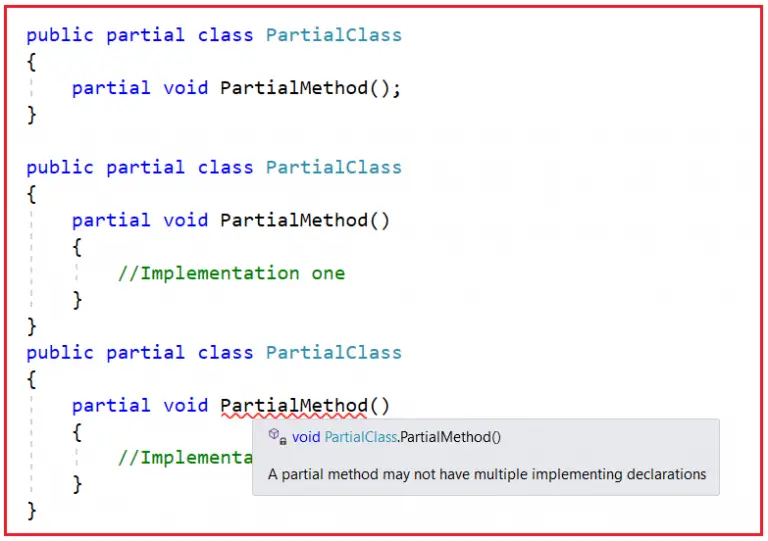 public partial class PartialClass
{
partial void PartialMethod();
}
public partial class PartialClass
{
partial void PartialMethod()
{
//Implementation one
}
}
public partial class PartialClass
{
partial void PartialMethod()
{
void PartialClass.PartialMethod()
//Implementa
A partial method may not have multiple implementing declarations
}
}